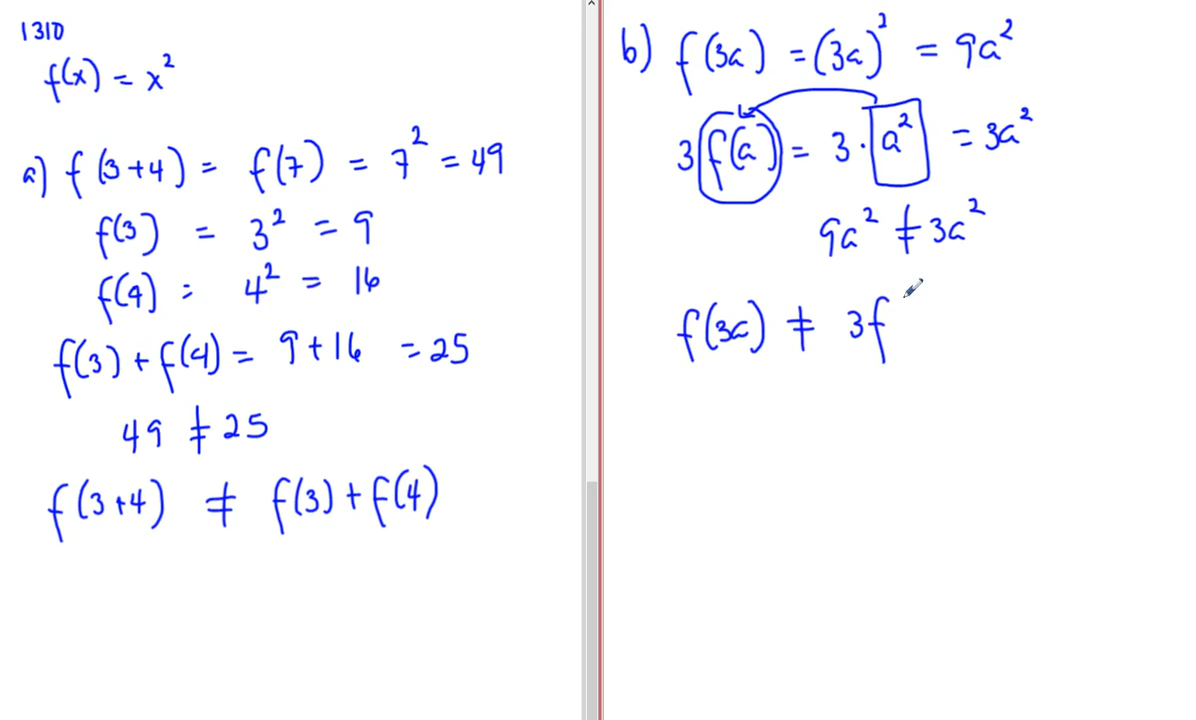 1310
f(x) = x²
a) f(3+4) = f(7) = 7² = 49
f(3) = 3² = 9
f(4) = 4² = 16
f(3) + f(4) = 9 + 16 = 25
49 ≠ 25
f(3+4) ≠ f(3) + f(4)
b) f(3a) = (3a)² = 9a²
3 f(a) = 3 · a² = 3a²
9a² ≠ 3a²
f(3a) ≠ 3f